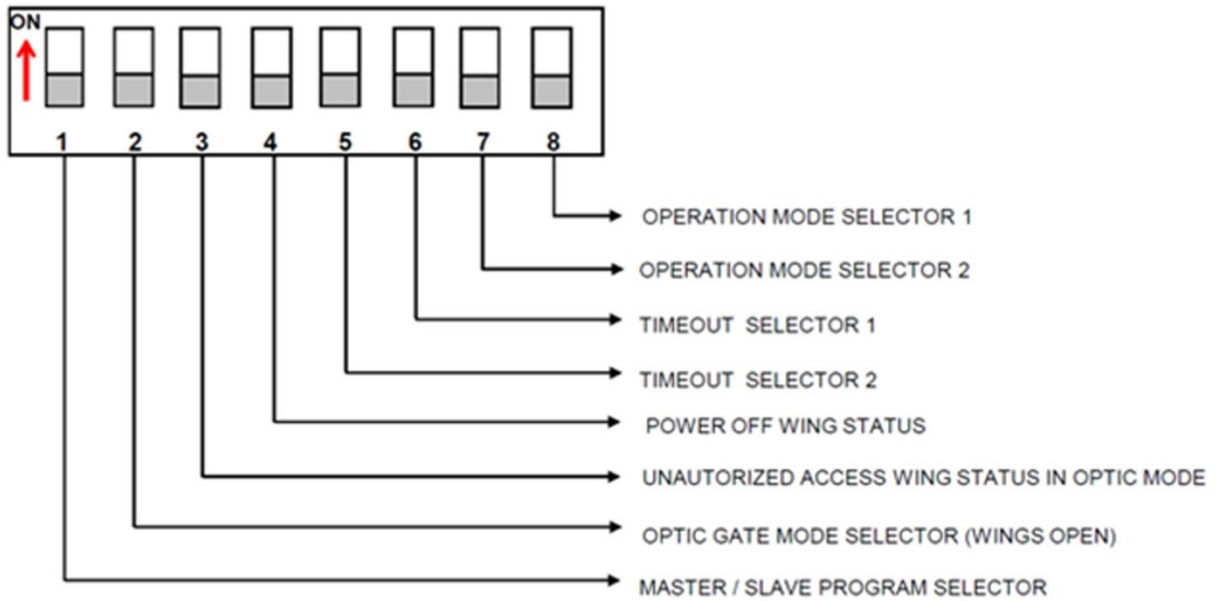 ON
1 2 3 4 5 6 7 8
OPERATION MODE SELECTOR 1
OPERATION MODE SELECTOR 2
TIMEOUT SELECTOR 1
TIMEOUT SELECTOR 2
POWER OFF WING STATUS
UNAUTORIZED ACCESS WING STATUS IN OPTIC MODE
OPTIC GATE MODE SELECTOR (WINGS OPEN)
MASTER / SLAVE PROGRAM SELECTOR